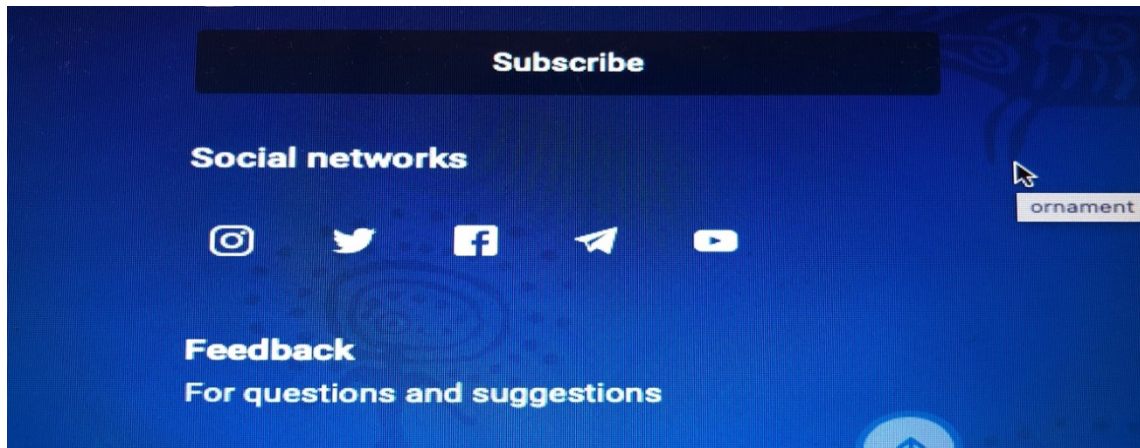 Subscribe
Social networks
ornament
Feedback
For questions and suggestions